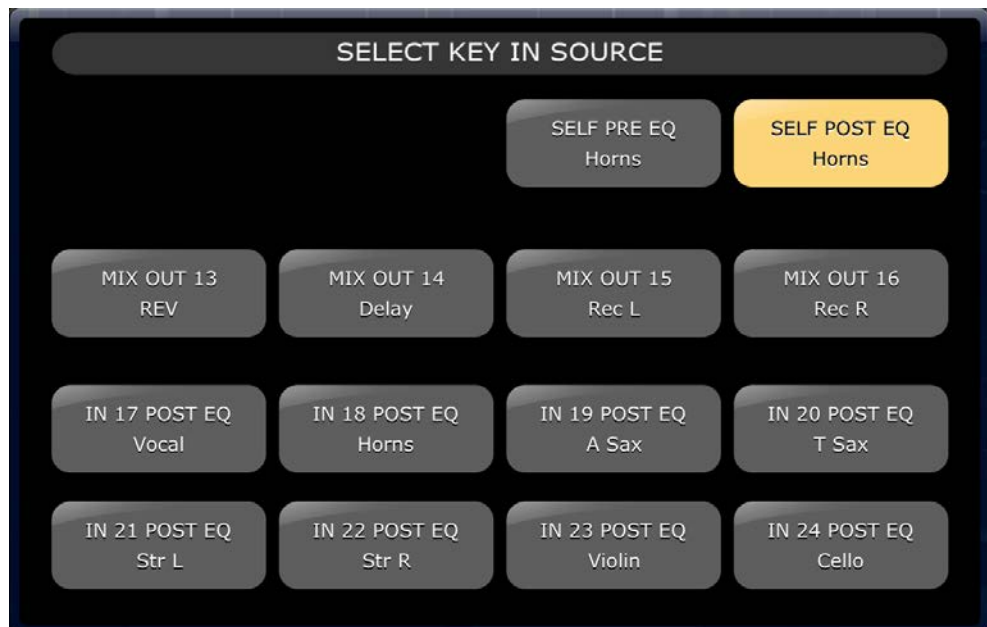 SELECT KEY IN SOURCE
SELF PRE EQ
Horns
SELF POST EQ
Horns
MIX OUT 13
REV
MIX OUT 14
Delay
MIX OUT 15
Rec L
MIX OUT 16
Rec R
IN 17 POST EQ
Vocal
IN 18 POST EQ
Horns
IN 19 POST EQ
A Sax
IN 20 POST EQ
T Sax
IN 21 POST EQ
Str L
IN 22 POST EQ
Str R
IN 23 POST EQ
Violin
IN 24 POST EQ
Cello